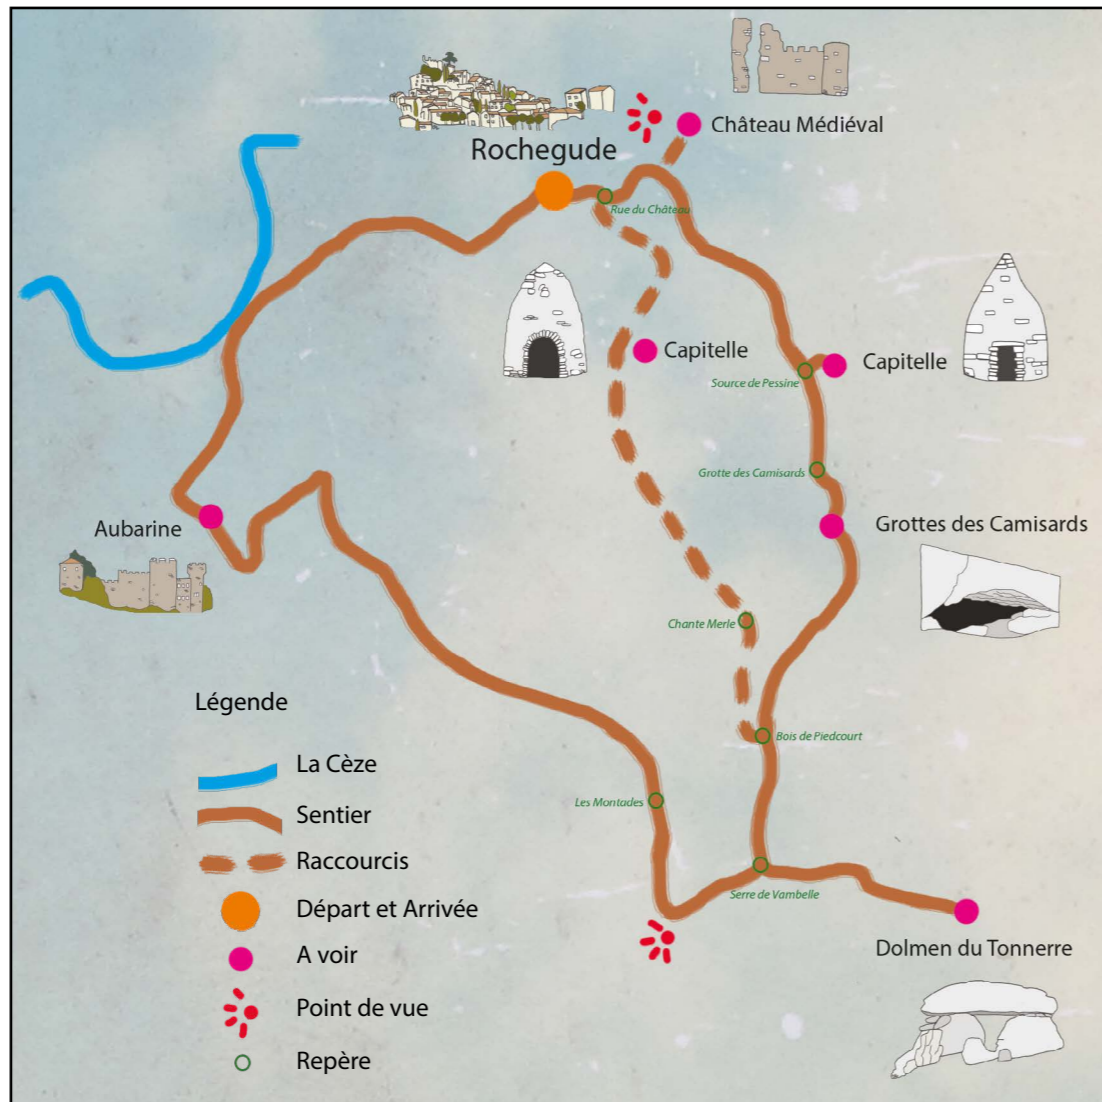 Château Médiéval
Rochegude
Rue du Château
Capitelle
Capitelle
Source de Pessine
Grotte des Camisards
Aubarine
Grottes des Camisards
Chante Merle
Légende
Bois de Piedcourt
La Cèze
Les Montades
Sentier
Raccourcis
Serre de Vambelle
Départ et Arrivée
A voir
Dolmen du Tonnerre
Point de vue
Repère